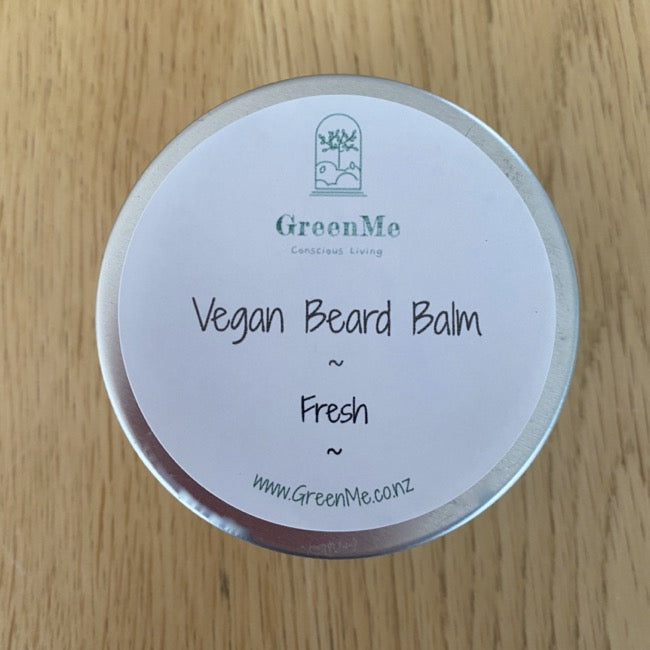 GreenMe
Conscious Living
Vegan Beard Balm
~
Fresh
~
www.GreenMe.co.nz